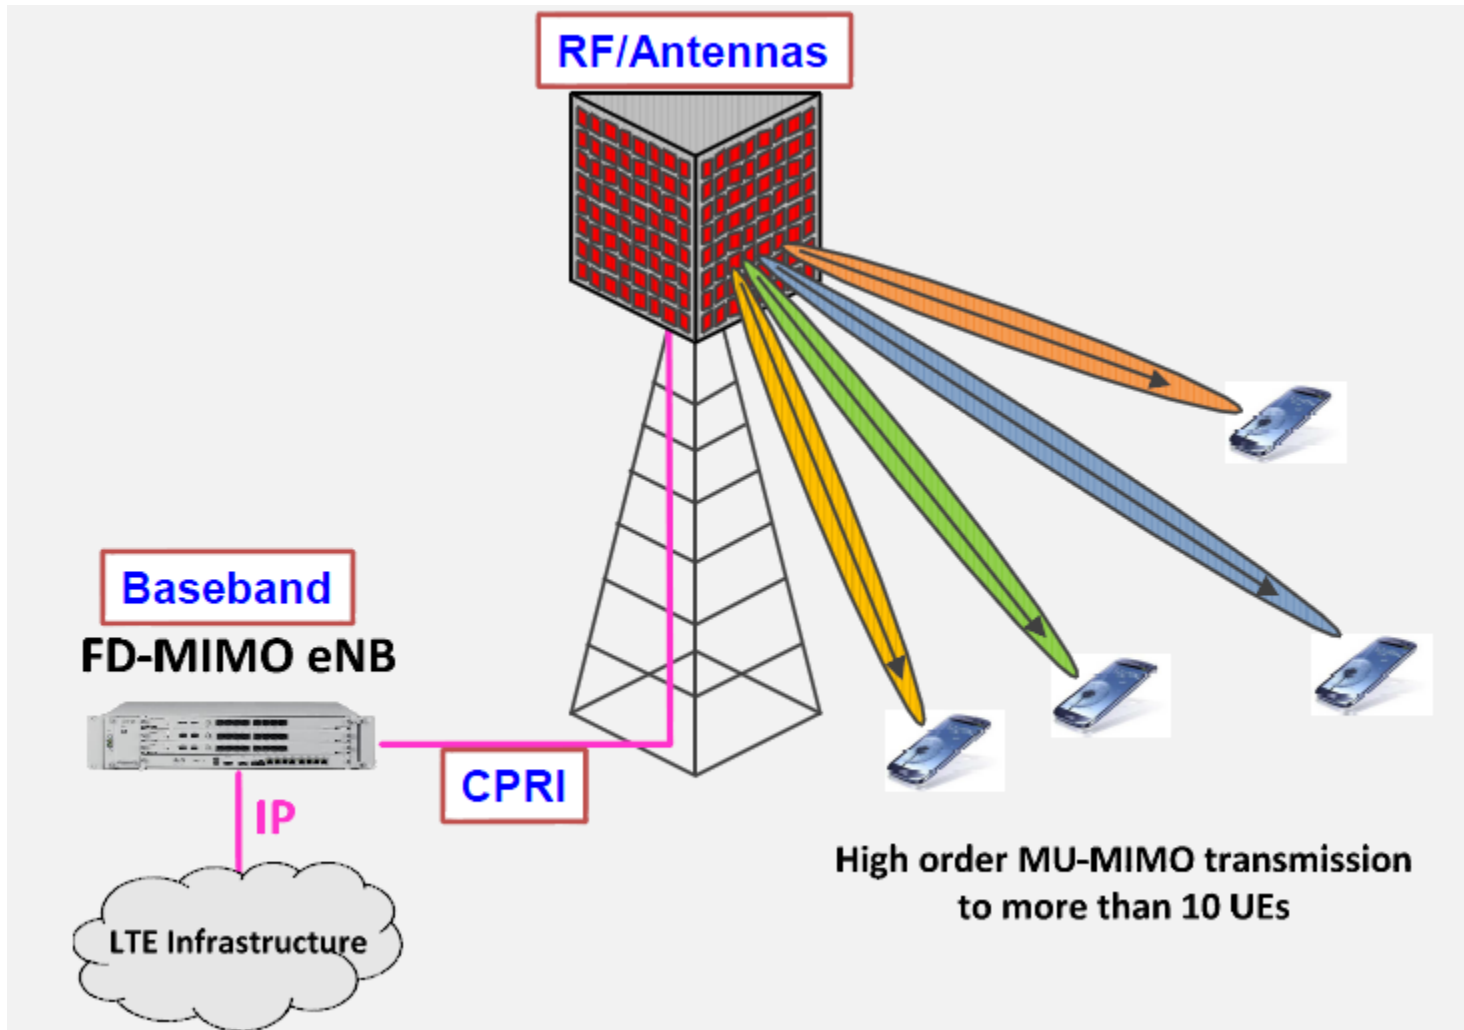 RF/Antennas
Baseband
FD-MIMO eNB
CPRI
IP
LTE Infrastructure
High order MU-MIMO transmission
to more than 10 UEs